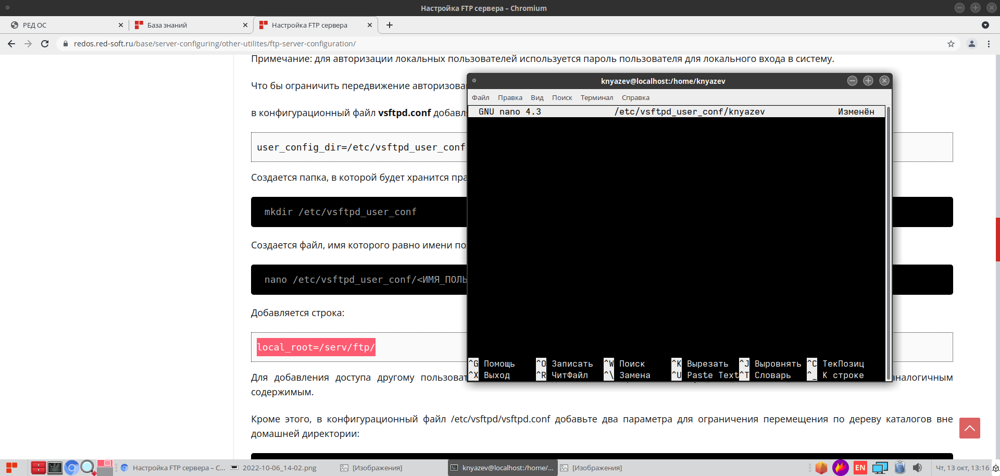 Настройка FTP сервера – Chromium
РЕД ОС
База знаний
Настройка FTP сервера
redos.red-soft.ru/base/server-configuring/other-utilites/ftp-server-configuration/
Примечание: для авторизации локальных пользователей используется пароль пользователя для локального входа в систему.
Что бы ограничить передвижение авторизова
в конфигурационный файл vsftpd.conf добавл
user_config_dir=/etc/vsftpd_user_conf
Создается папка, в которой будет хранится пра
mkdir /etc/vsftpd_user_conf
Создается файл, имя которого равно имени по
nano /etc/vsftpd_user_conf/<ИМЯ_ПОЛЬ
Добавляется строка:
local_root=/serv/ftp/
Для добавления доступа другому пользоват аналогичным
содержимым.
Кроме этого, в конфигурационный файл /etc/vsftpd/vsftpd.conf добавьте два параметра для ограничения перемещения по дереву каталогов вне
домашней директории:
knyazev@localhost:/home/knyazev
Файл Правка Вид Поиск Терминал Справка
GNU nano 4.3 /etc/vsftpd_user_conf/knyazev Изменён
^G Помощь ^O Записать ^W Поиск ^K Вырезать ^J Выровнять ^C ТекПозиц
^X Выход ^R ЧитФайл ^\ Замена ^U Paste Text ^T Словарь ^_ К строке
Настройка FTP сервера – C...
2022-10-06_14-02.png
[Изображения]
knyazev@localhost:/home/...
[Изображения]
EN
Чт, 13 окт, 13:16